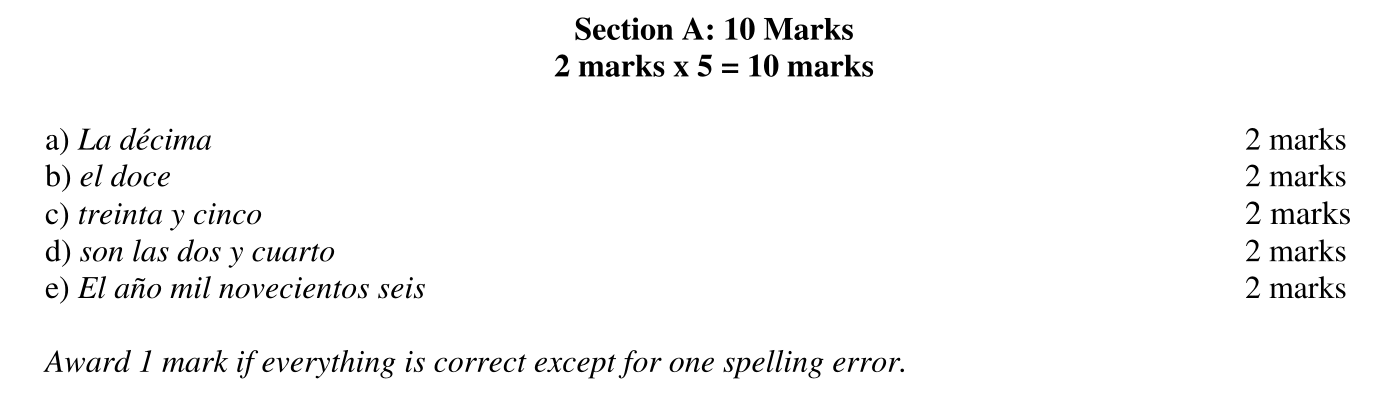 Section A: 10 Marks
2 marks x 5 = 10 marks
a) La décima 2 marks
b) el doce 2 marks
c) treinta y cinco 2 marks
d) son las dos y cuarto 2 marks
e) El año mil novecientos seis 2 marks
Award 1 mark if everything is correct except for one spelling error.